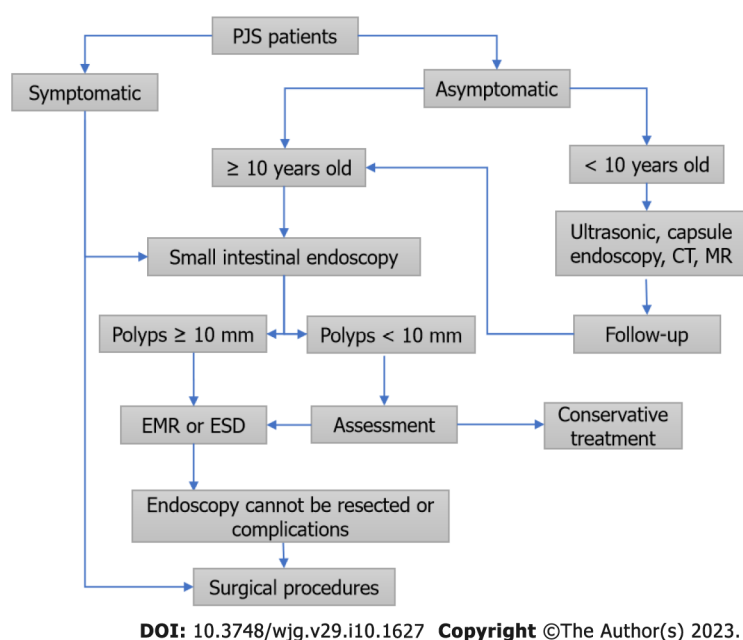 PJS patients
Symptomatic
Asymptomatic
≥ 10 years old
< 10 years old
Ultrasonic, capsule
endoscopy, CT, MR
Small intestinal endoscopy
Polyps ≥ 10 mm
Polyps < 10 mm
Follow-up
EMR or ESD
Assessment
Conservative
treatment
Endoscopy cannot be resected or
complications
Surgical procedures
DOI: 10.3748/wjg.v29.i10.1627 Copyright ©The Author(s) 2023.